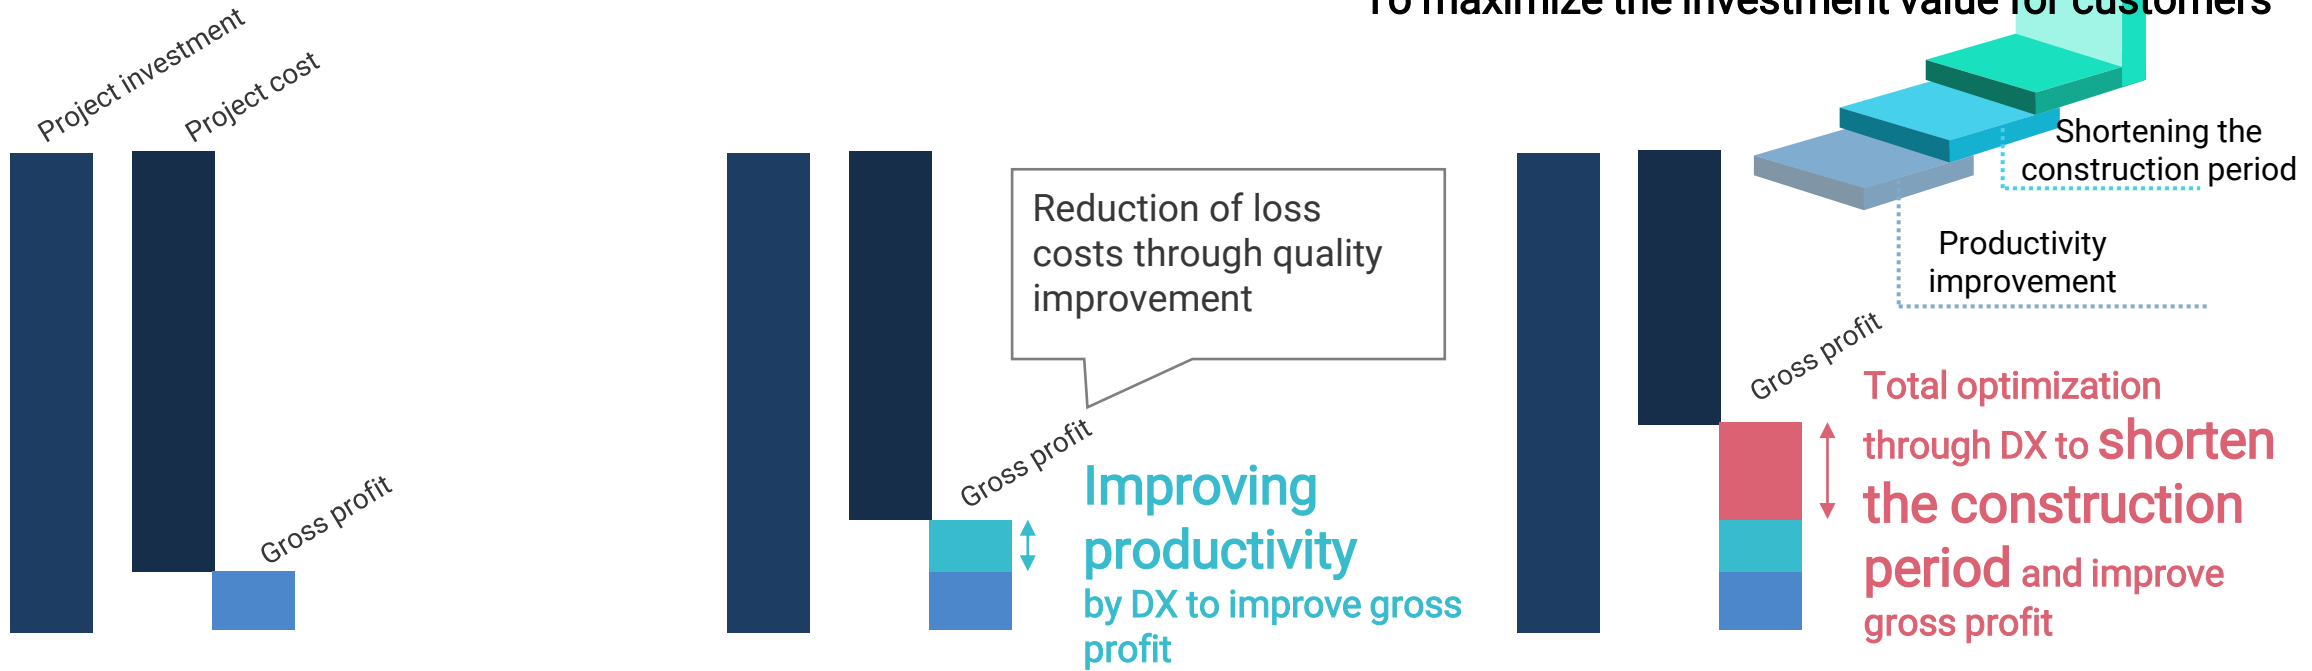 To maximize the investment value for customers
Project investment
Project cost
Gross profit
Reduction of loss
costs through quality
improvement
Gross profit
Improving
productivity
by DX to improve gross
profit
Shortening the
construction period
Productivity
improvement
Gross profit
Total optimization
through DX to shorten
the construction
period and improve
gross profit